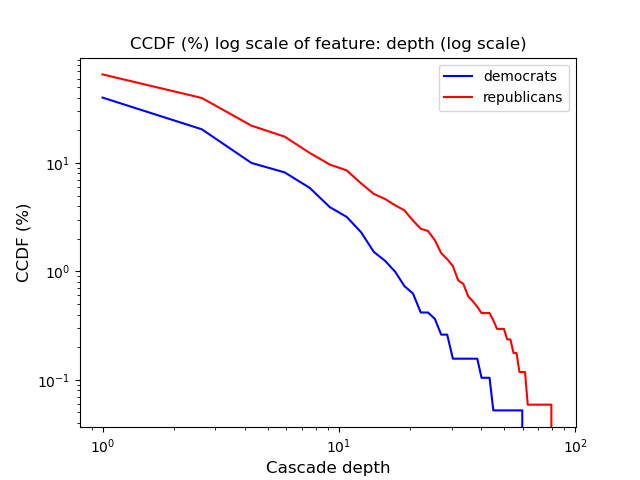 CCDF (%) log scale of feature: depth (log scale)
democrats
republicans
CCDF (%)
10¹
10⁰
10⁻¹
10⁰ 10¹ 10²
Cascade depth